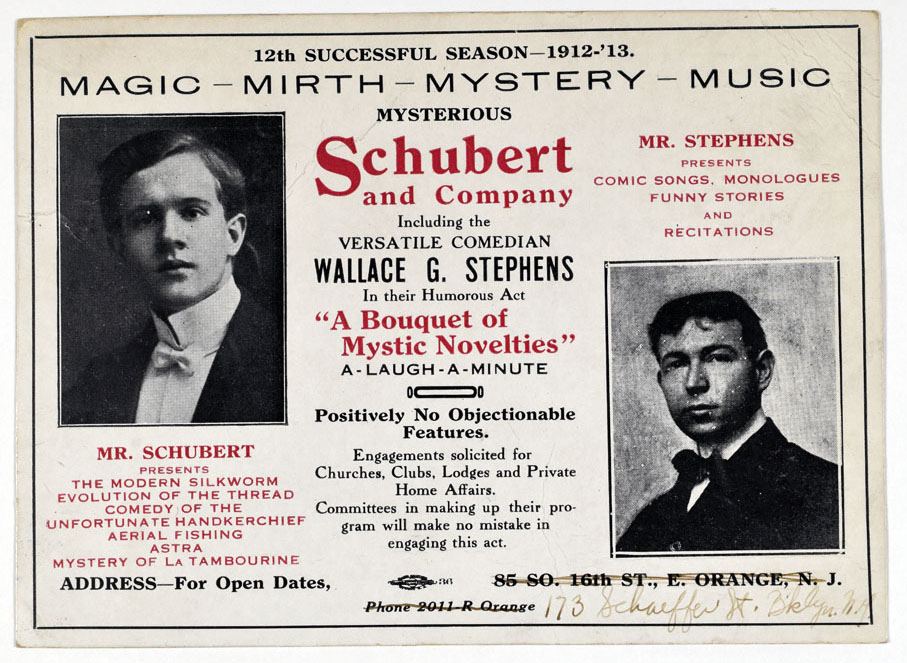 12th SUCCESSFUL SEASON—1912-'13.
MAGIC – MIRTH – MYSTERY – MUSIC
MYSTERIOUS
Schubert
and Company
Including the
VERSATILE COMEDIAN
WALLACE G. STEPHENS
In their Humorous Act
"A Bouquet of
Mystic Novelties"
A-LAUGH-A-MINUTE
Positively No Objectionable
Features.
Engagements solicited for
Churches, Clubs, Lodges and Private
Home Affairs.
Committees in making up their pro-
gram will make no mistake in
engaging this act.
MR. STEPHENS
PRESENTS
COMIC SONGS, MONOLOGUES
FUNNY STORIES
AND
RECITATIONS
MR. SCHUBERT
PRESENTS
THE MODERN SILKWORM
EVOLUTION OF THE THREAD
COMEDY OF THE
UNFORTUNATE HANDKERCHIEF
AERIAL FISHING
ASTRA
MYSTERY OF LA TAMBOURINE
ADDRESS—For Open Dates,
36
85 SO. 16th ST., E. ORANGE, N. J.
Phone 2011-R Orange
173 Schaeffer St. Bklyn. N.Y